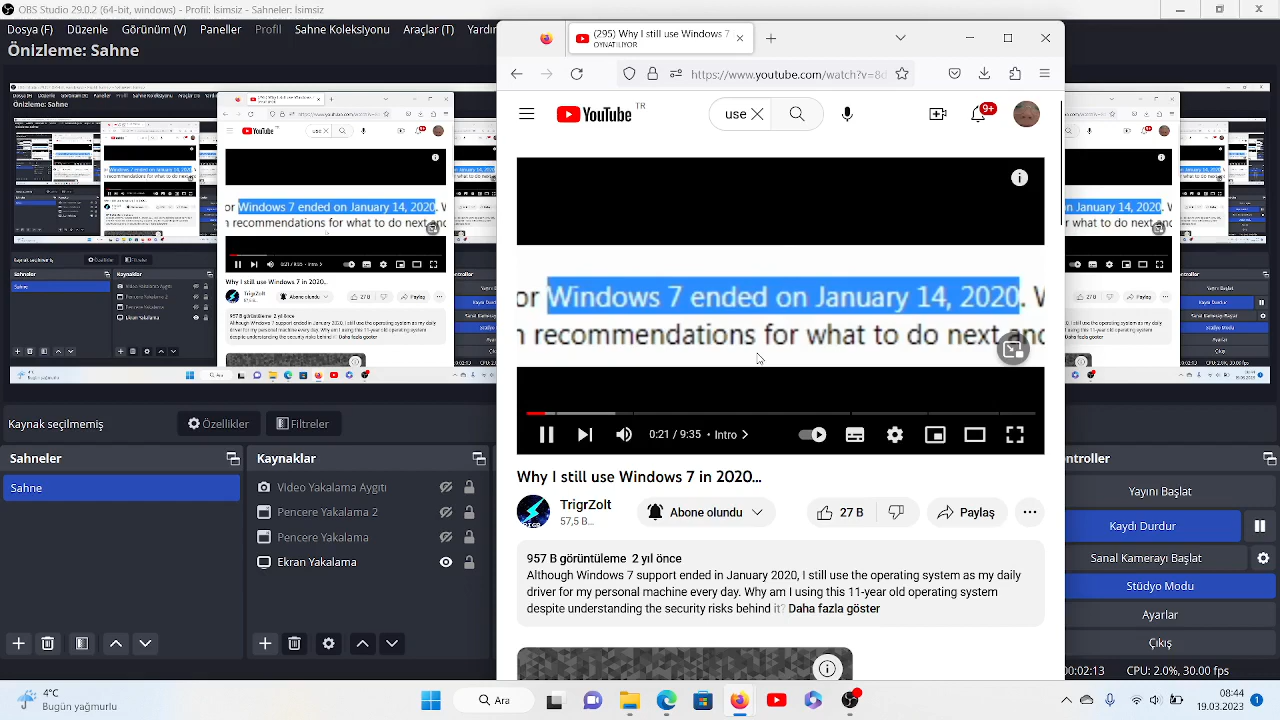 OBS Studio 29.0.2 (64-bit, windows) - Profil: İsimsiz - Sahneler: İsimsiz
Dosya (F) Düzenle Görünüm (V) Paneller Profil Sahne Koleksiyonu Araçlar (T)
Önizleme: Sahne
(295) Why I still use Windows 7
OYNATILIYOR
https://www.youtube.com/watch?v=8d
YouTube TR
use
9+
or Windows 7 ended on January 14, 2020. W
n recommendations for what to do next and
0:21 / 9:35 • Intro
Why I still use Windows 7 in 2020...
TrigrZolt
57,5 B...
Abone olundu
27 B
Paylaş
957 B görüntüleme 2 yıl önce
Although Windows 7 support ended in January 2020, I still use the operating system as my daily
driver for my personal machine every day. Why am I using this 11-year old operating system
despite understanding the security risks behind it? Daha fazla göster
Kaynak seçilmemiş
Özellikler
Filtreler
Sahneler
Sahne
Kaynaklar
Video Yakalama Aygıtı
Pencere Yakalama 2
Pencere Yakalama
Ekran Yakalama
ntroller
Yayını Başlat
Kaydı Durdur
Sanal Kamerayı Başlat
Stüdyo Modu
Ayarlar
Çıkış
00:02:13 CPU: 2.0%, 30.00 fps
4°C
Bugün yağmurlu
Ara
08:44
19.03.2023
1